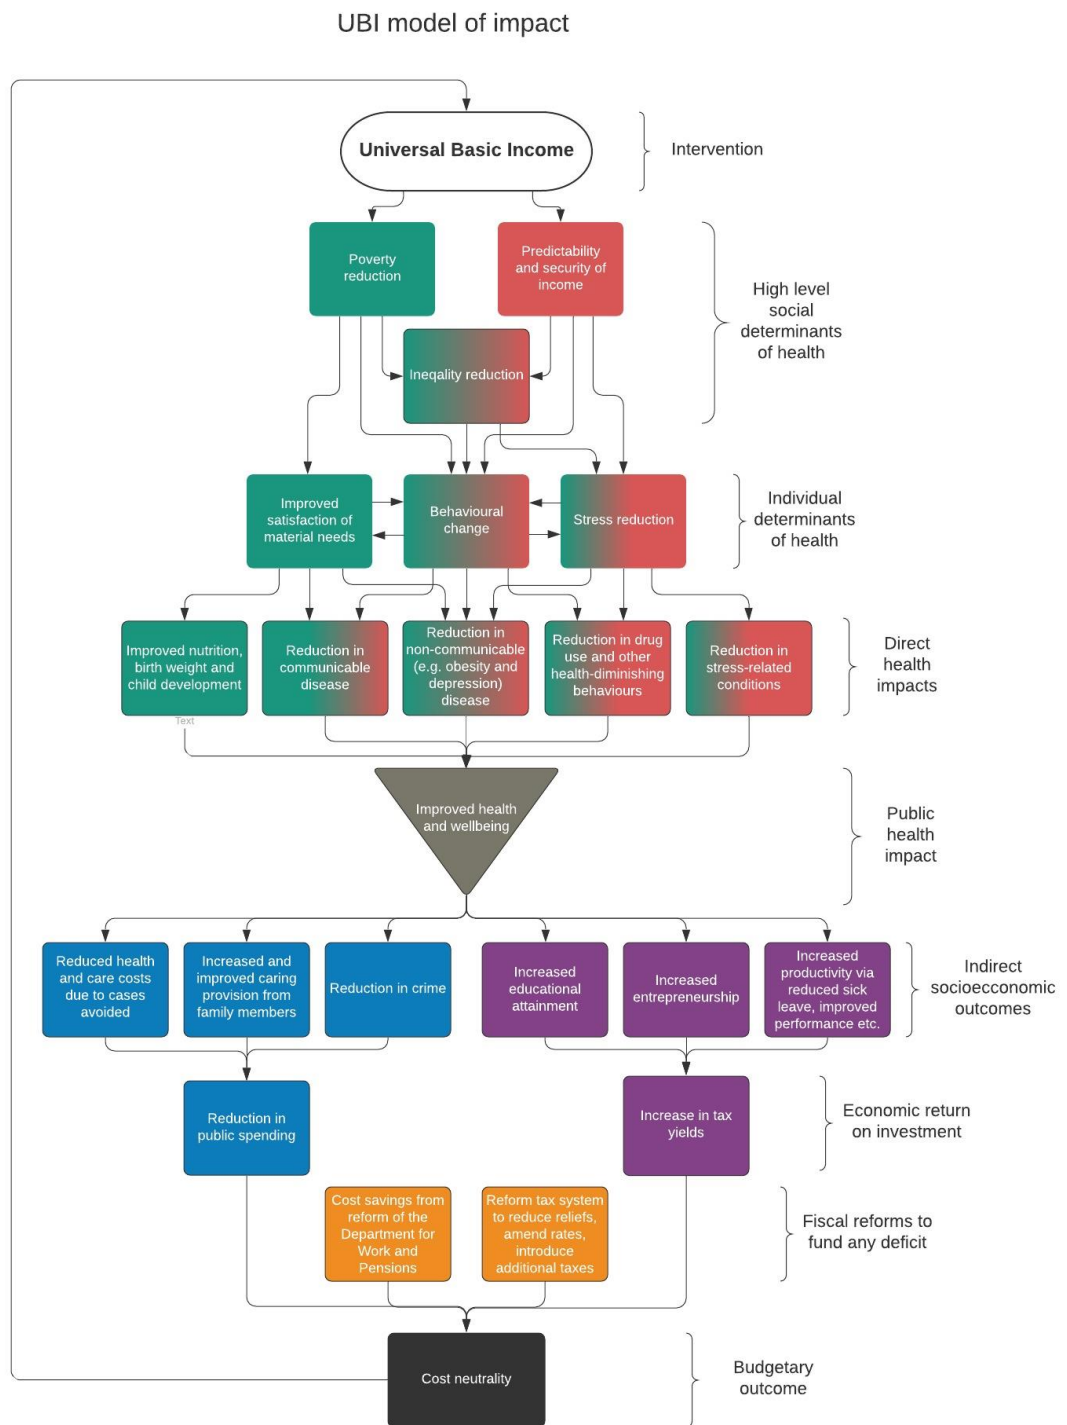 UBI model of impact
Universal Basic Income
Intervention
Poverty
reduction
Predictability
and security of
income
High level
social
determinants
of health
Ineqality reduction
Improved
satisfaction of
material needs
Behavioural
change
Stress reduction
Individual
determinants
of health
Improved nutrition,
birth weight and
child development
Reduction in
communicable
disease
Reduction in
non-communicable
(e.g. obesity and
depression)
disease
Reduction in drug
use and other
health-diminishing
behaviours
Reduction in
stress-related
conditions
Direct
health
impacts
Text
Improved health
and wellbeing
Public
health
impact
Reduced health
and care costs
due to cases
avoided
Increased and
improved caring
provision from
family members
Reduction in crime
Increased
educational
attainment
Increased
entrepreneurship
Increased
productivity via
reduced sick
leave, improved
performance etc.
Indirect
socioecconomic
outcomes
Reduction in
public spending
Increase in tax
yields
Economic return
on investment
Cost savings from
reform of the
Department for
Work and
Pensions
Reform tax system
to reduce reliefs,
amend rates,
introduce
additional taxes
Fiscal reforms to
fund any deficit
Cost neutrality
Budgetary
outcome